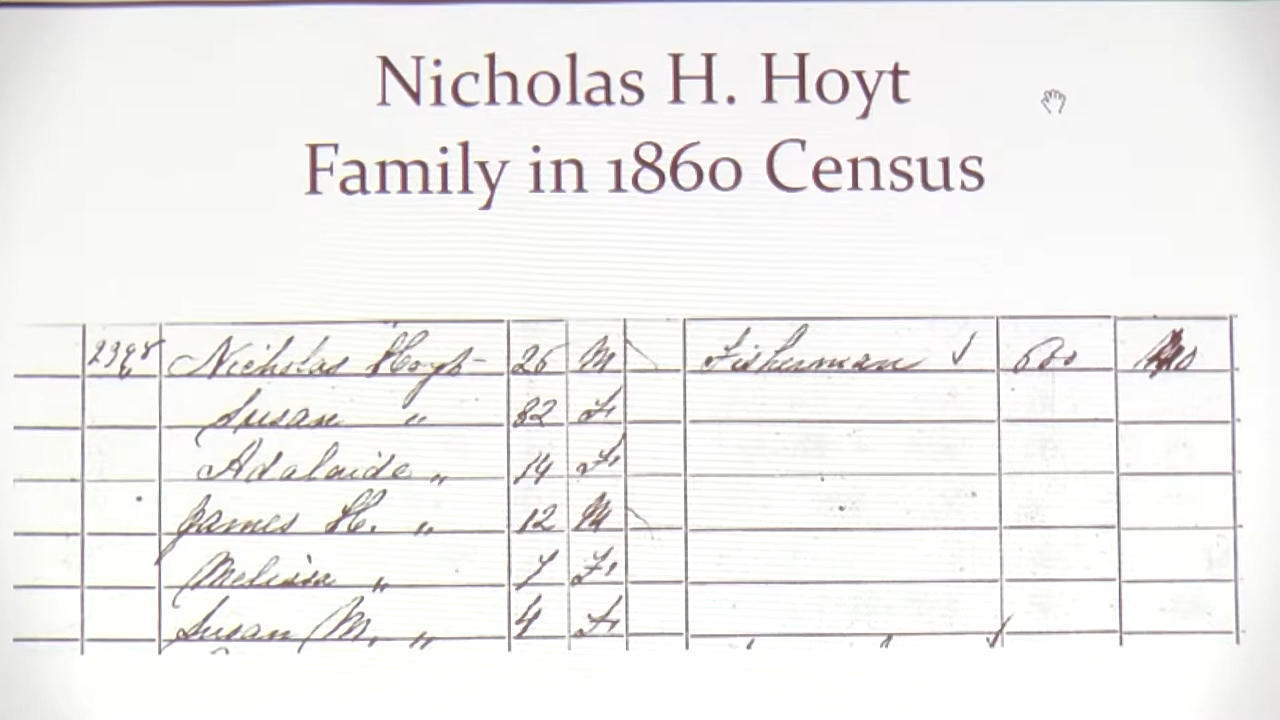 Nicholas H. Hoyt
Family in 1860 Census
Nicholas Hoyt 26 M Fisherman ✓ 600
Susan " 32 F.
Adalaide " 14 F.
James H. " 12 M
Melissa " 7 F.
Susan M. " 4 F.